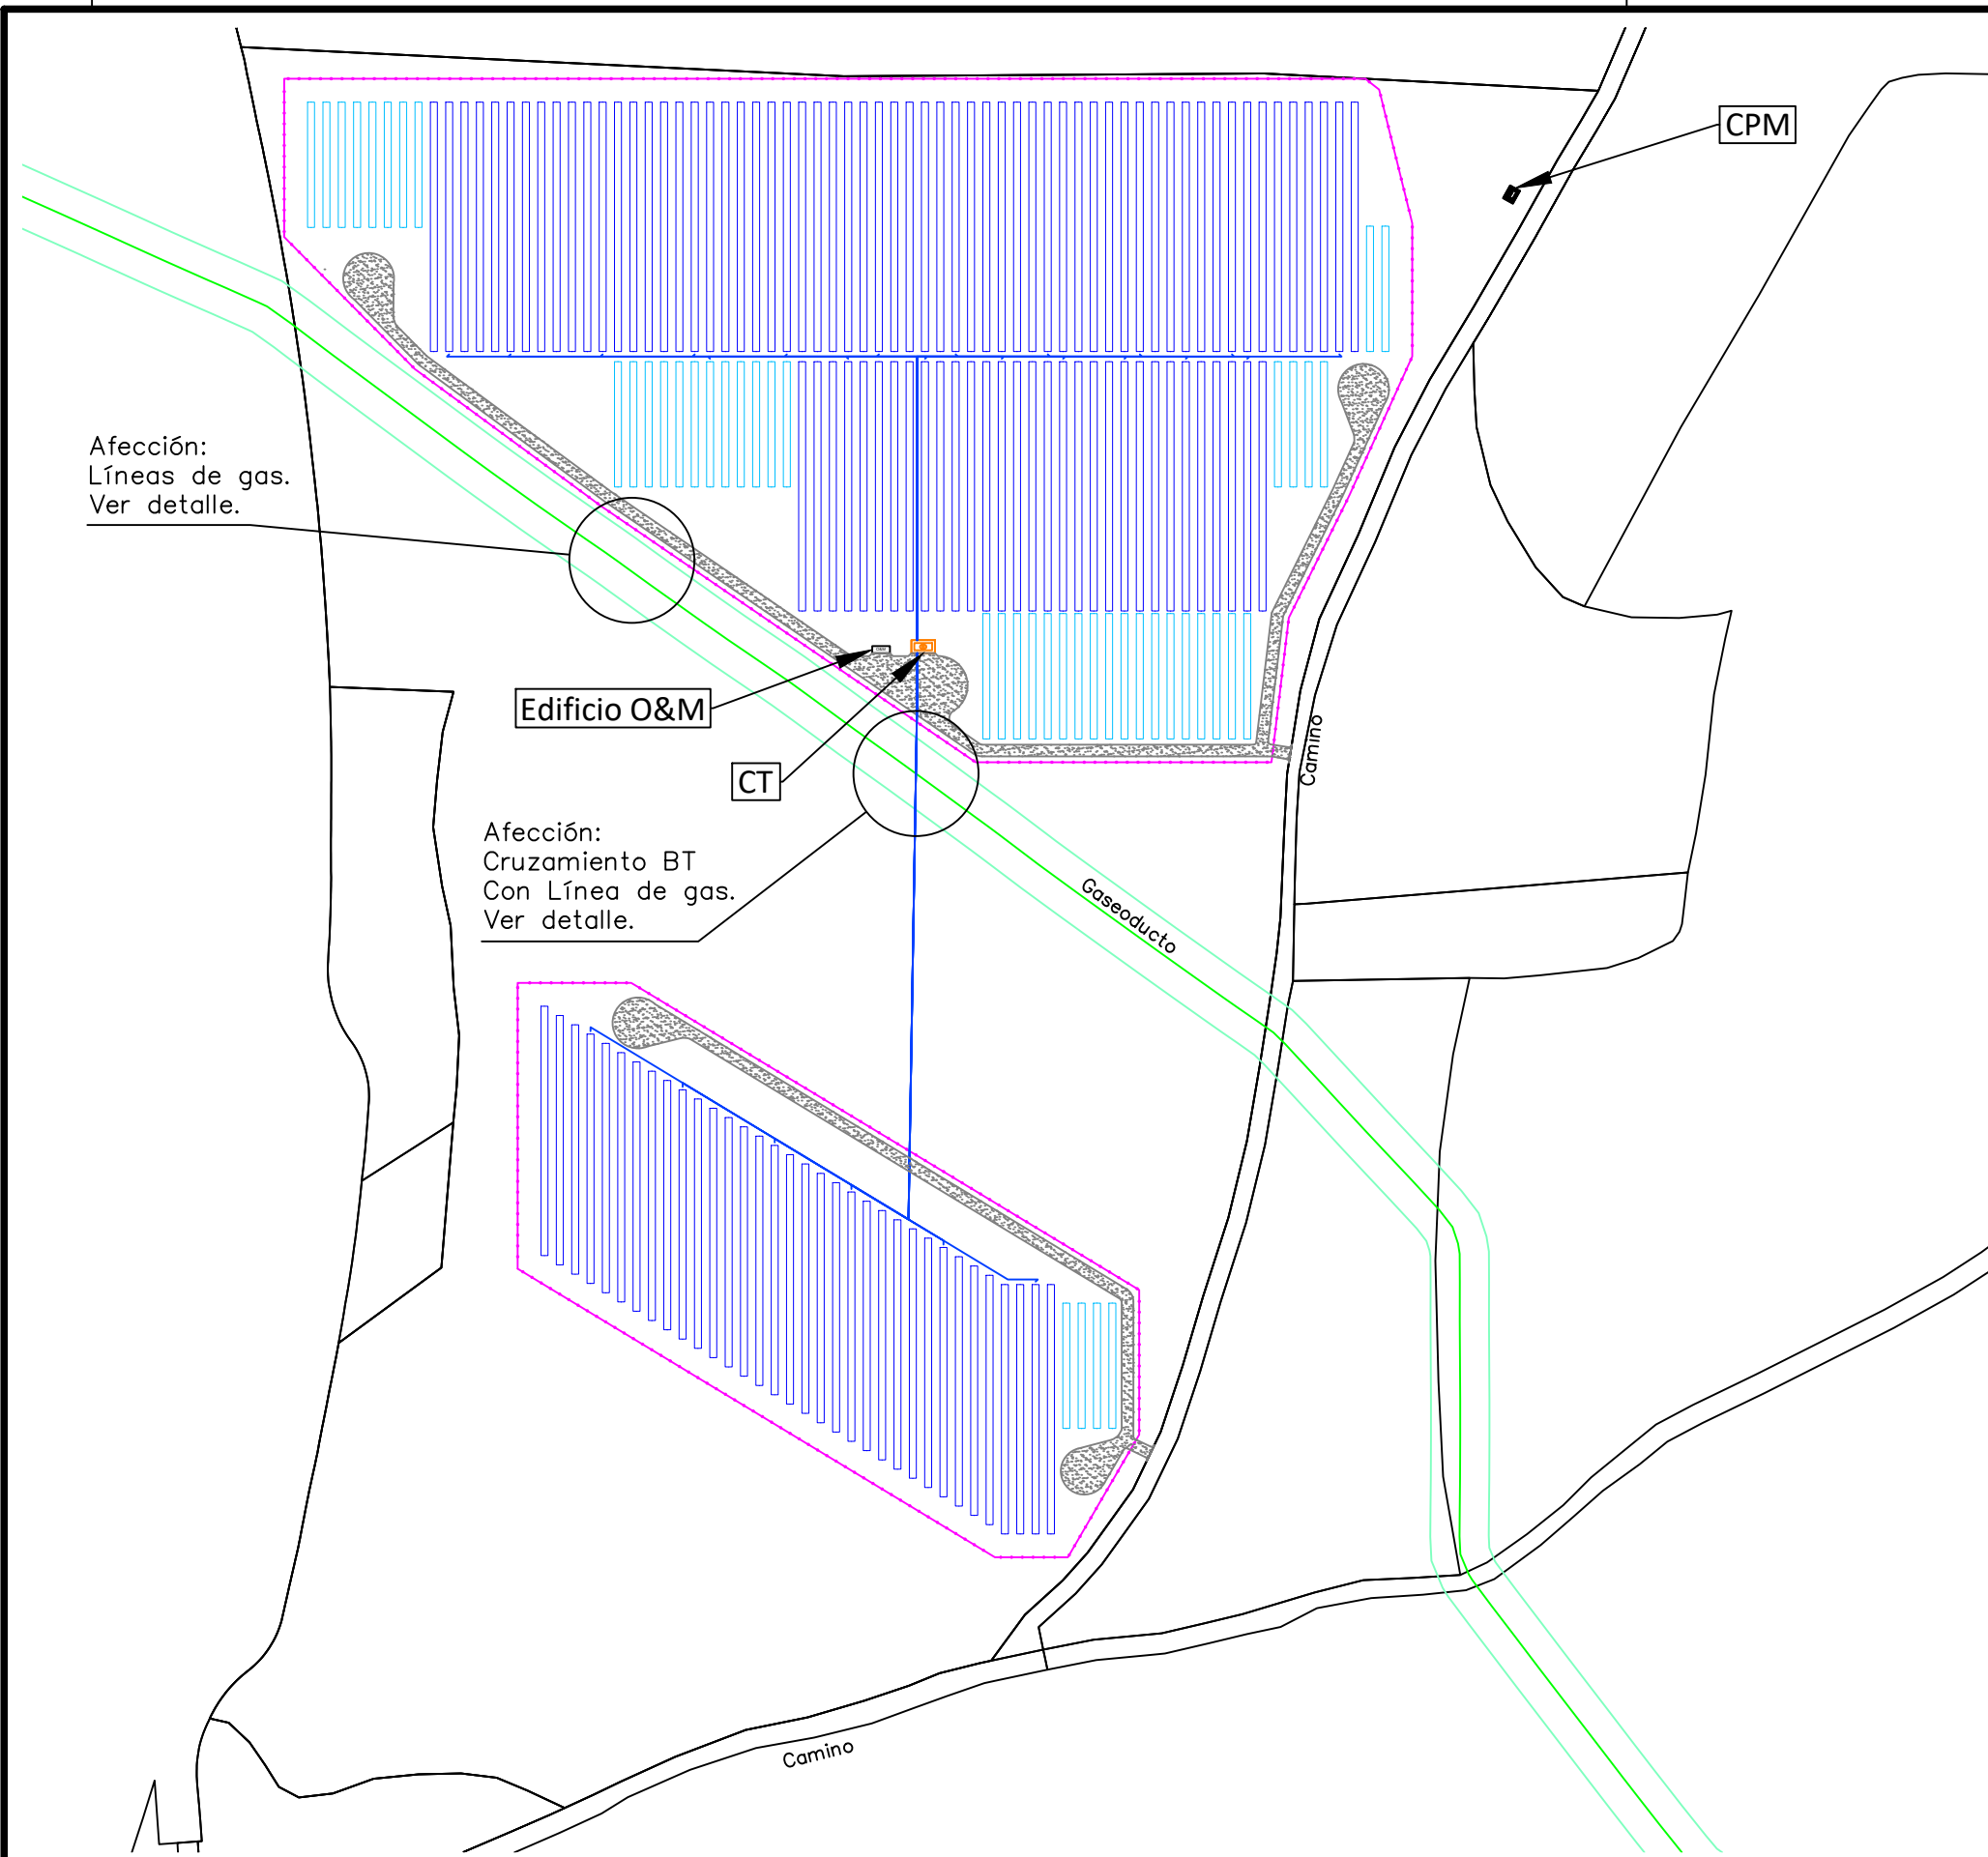 CPM
Afección:
Líneas de gas.
Ver detalle.
Edificio O&M
Camino
CT
Afección:
Cruzamiento BT
Con Línea de gas.
Ver detalle.
Gaseoducto
Camino